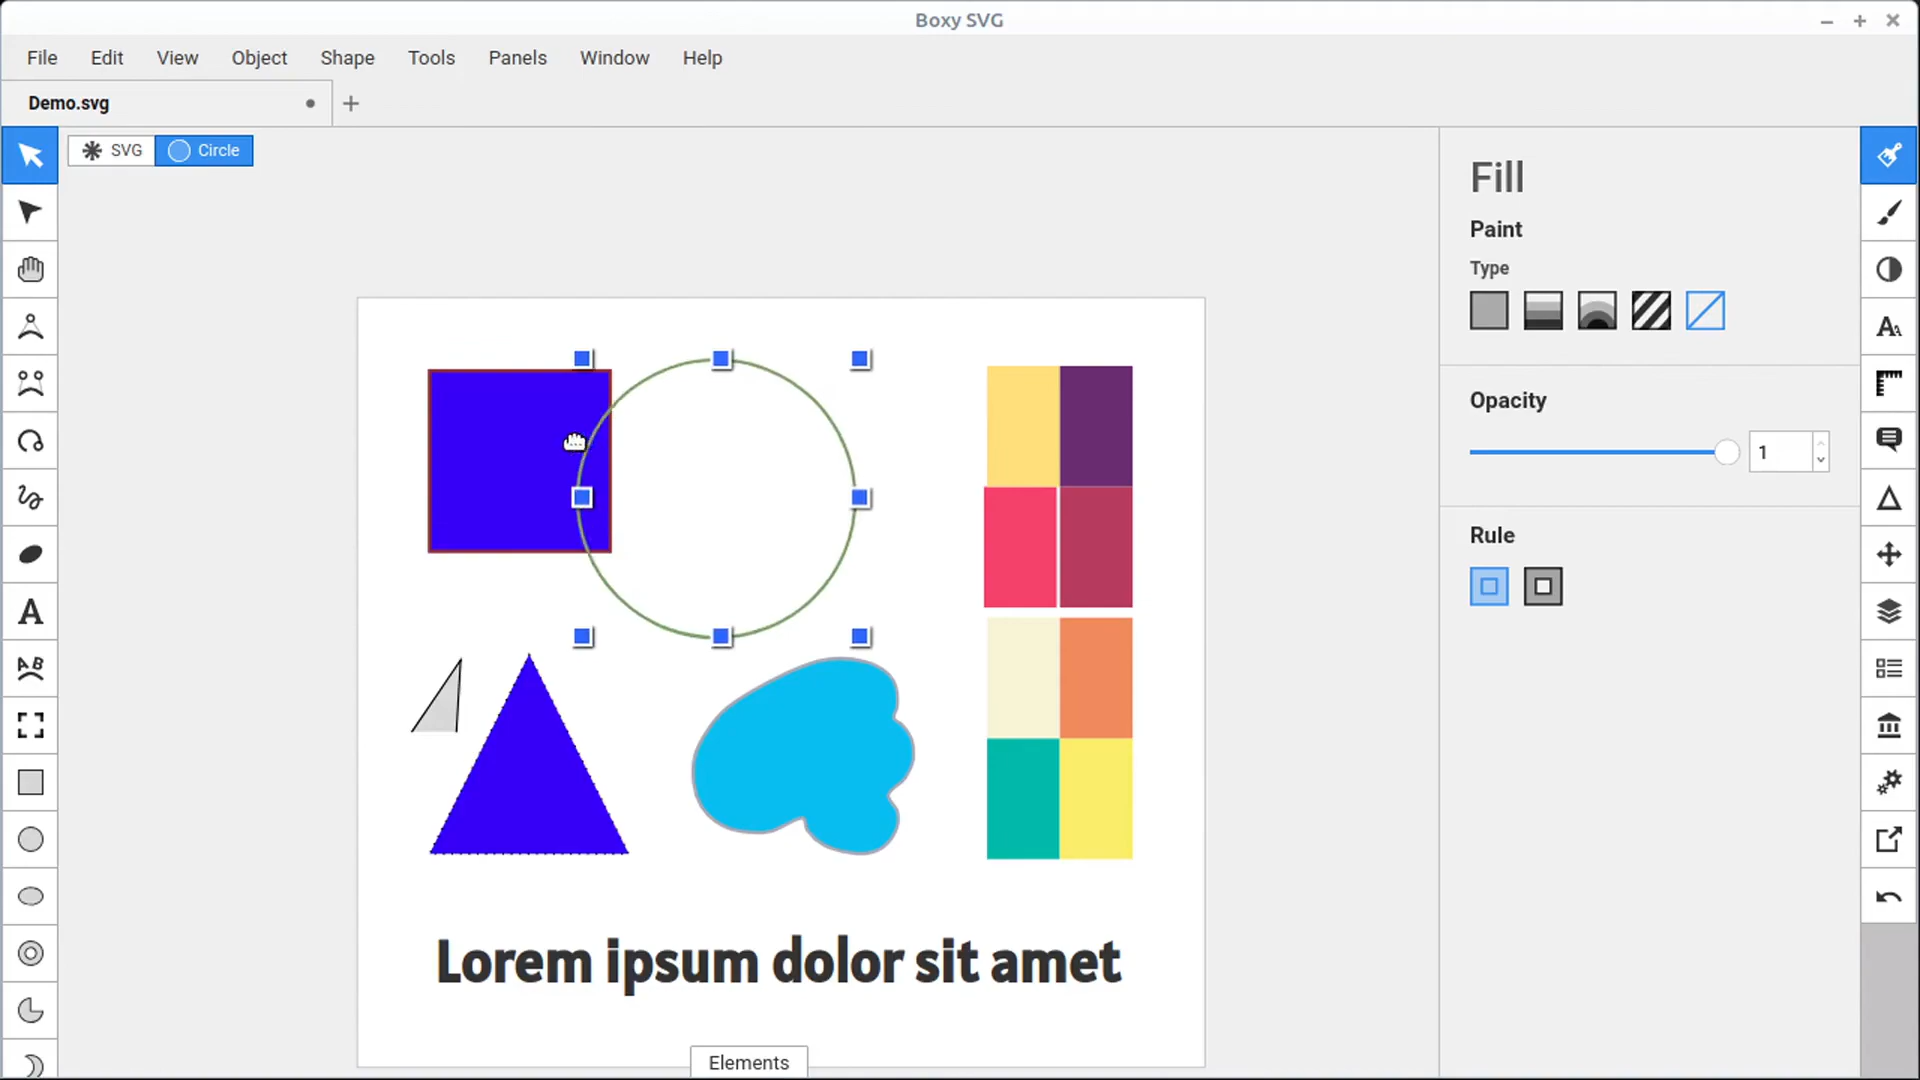 Boxy SVG
File Edit View Object Shape Tools Panels Window Help
Demo.svg
SVG Circle
Fill
Paint
Type
Opacity
1
Rule
A
AB
Lorem ipsum dolor sit amet
Elements